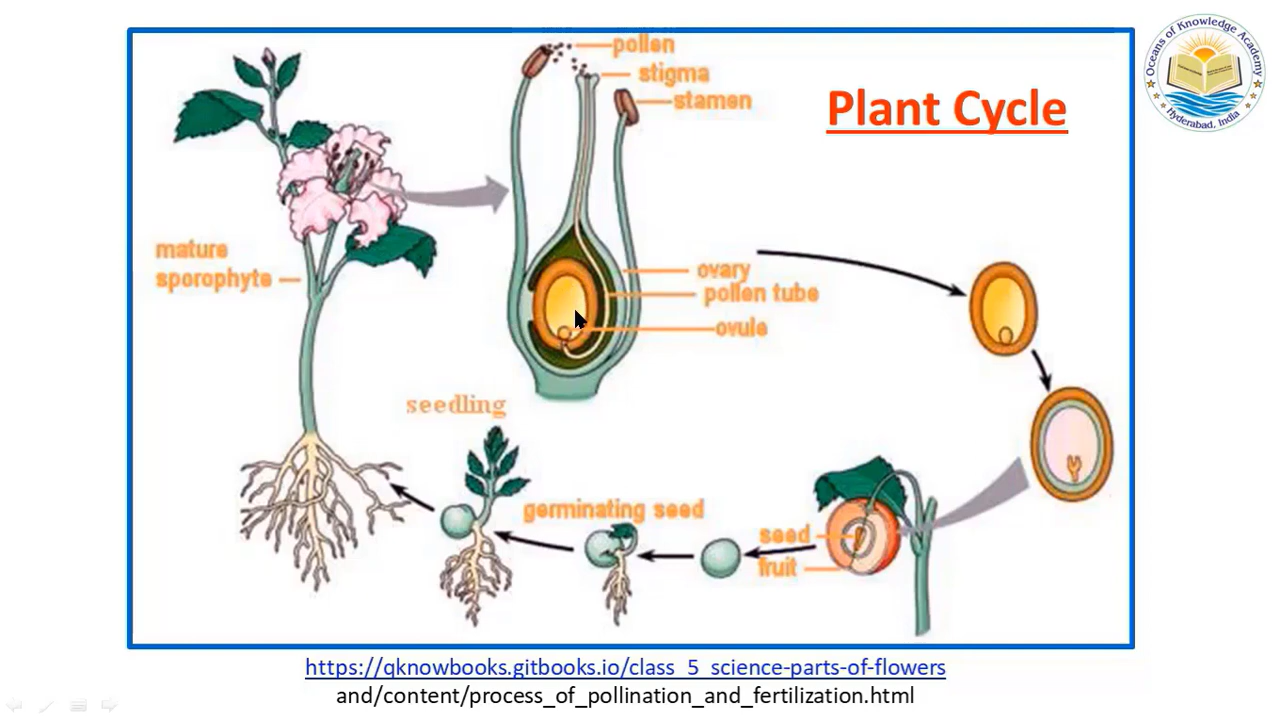 pollen
stigma
stamen
Plant Cycle
Oceans of Knowledge Academy
Hyderabad, India
mature
sporophyte
ovary
pollen tube
ovule
seedling
germinating seed
seed
fruit
https://qknowbooks.gitbooks.io/class_5_science-parts-of-flowers
and/content/process_of_pollination_and_fertilization.html